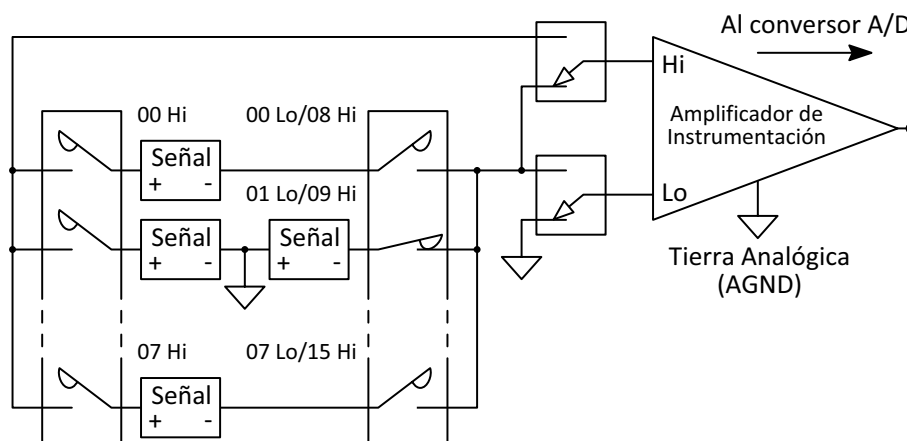 Al conversor A/D
Hi
Amplificador de
Instrumentación
Lo
Tierra Analógica
(AGND)
00 Hi
00 Lo/08 Hi
Señal
+ -
01 Lo/09 Hi
Señal
+ -
Señal
+ -
07 Hi
07 Lo/15 Hi
Señal
+ -